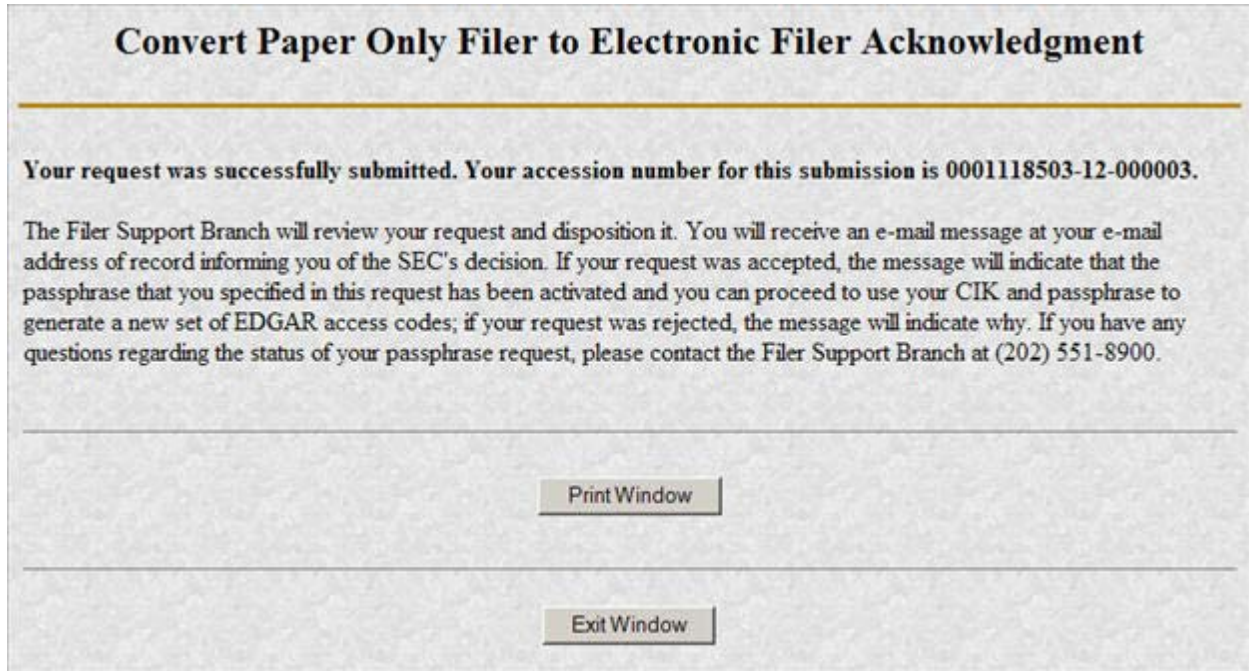 Convert Paper Only Filer to Electronic Filer Acknowledgment
Your request was successfully submitted. Your accession number for this submission is 0001118503-12-000003.
The Filer Support Branch will review your request and disposition it. You will receive an e-mail message at your e-mail
address of record informing you of the SEC's decision. If your request was accepted, the message will indicate that the
passphrase that you specified in this request has been activated and you can proceed to use your CIK and passphrase to
generate a new set of EDGAR access codes; if your request was rejected, the message will indicate why. If you have any
questions regarding the status of your passphrase request, please contact the Filer Support Branch at (202) 551-8900.
Print Window
Exit Window